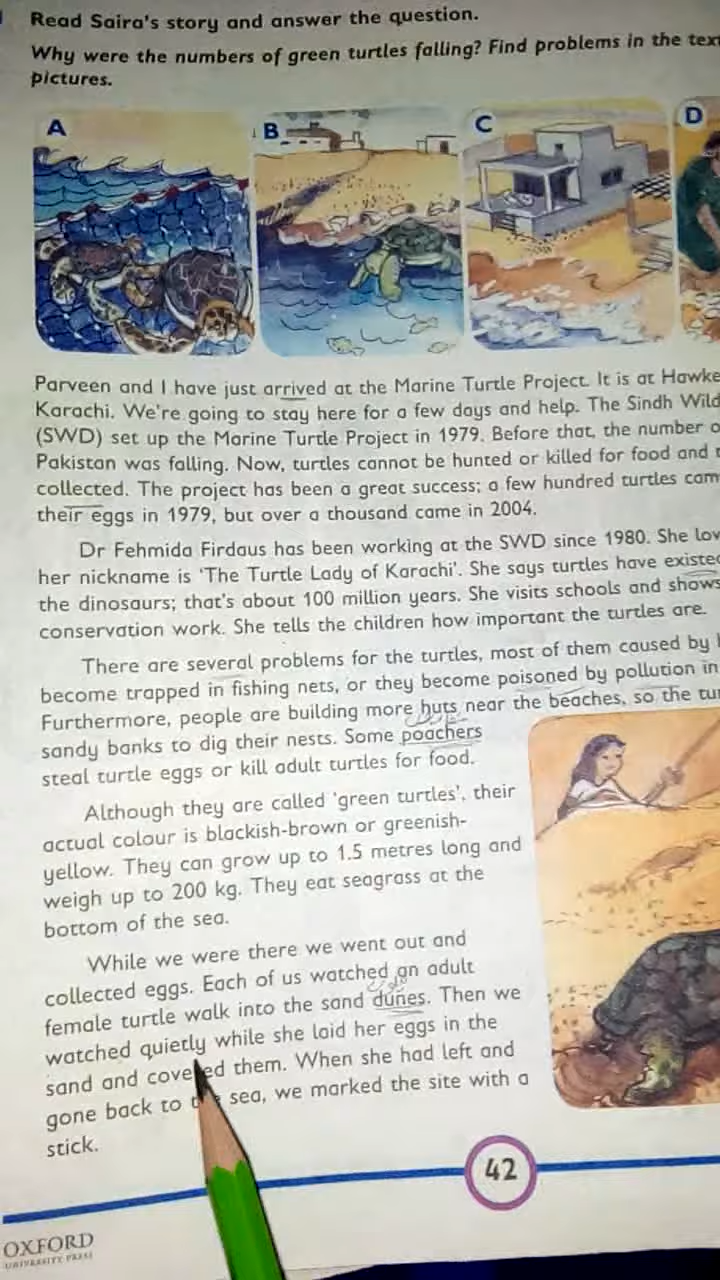 Read Saira's story and answer the question.
Why were the numbers of green turtles falling? Find problems in the text
pictures.
A
B
C
D
Parveen and I have just arrived at the Marine Turtle Project. It is at Hawke
Karachi. We're going to stay here for a few days and help. The Sindh Wild
(SWD) set up the Marine Turtle Project in 1979. Before that, the number o
Pakistan was falling. Now, turtles cannot be hunted or killed for food and
collected. The project has been a great success; a few hundred turtles cam
their eggs in 1979, but over a thousand came in 2004.
Dr Fehmida Firdaus has been working at the SWD since 1980. She lov
her nickname is 'The Turtle Lady of Karachi'. She says turtles have existed
the dinosaurs; that's about 100 million years. She visits schools and shows
conservation work. She tells the children how important the turtles are.
There are several problems for the turtles, most of them caused by
become trapped in fishing nets, or they become poisoned by pollution in
Furthermore, people are building more huts near the beaches, so the tur
sandy banks to dig their nests. Some poachers
steal turtle eggs or kill adult turtles for food.
Although they are called 'green turtles', their
actual colour is blackish-brown or greenish-
yellow. They can grow up to 1.5 metres long and
weigh up to 200 kg. They eat seagrass at the
bottom of the sea.
While we were there we went out and
collected eggs. Each of us watched an adult
female turtle walk into the sand dunes. Then we
watched quietly while she laid her eggs in the
sand and covered them. When she had left and
gone back to the sea, we marked the site with a
stick.
42
OXFORD
UNIVERSITY PRESS